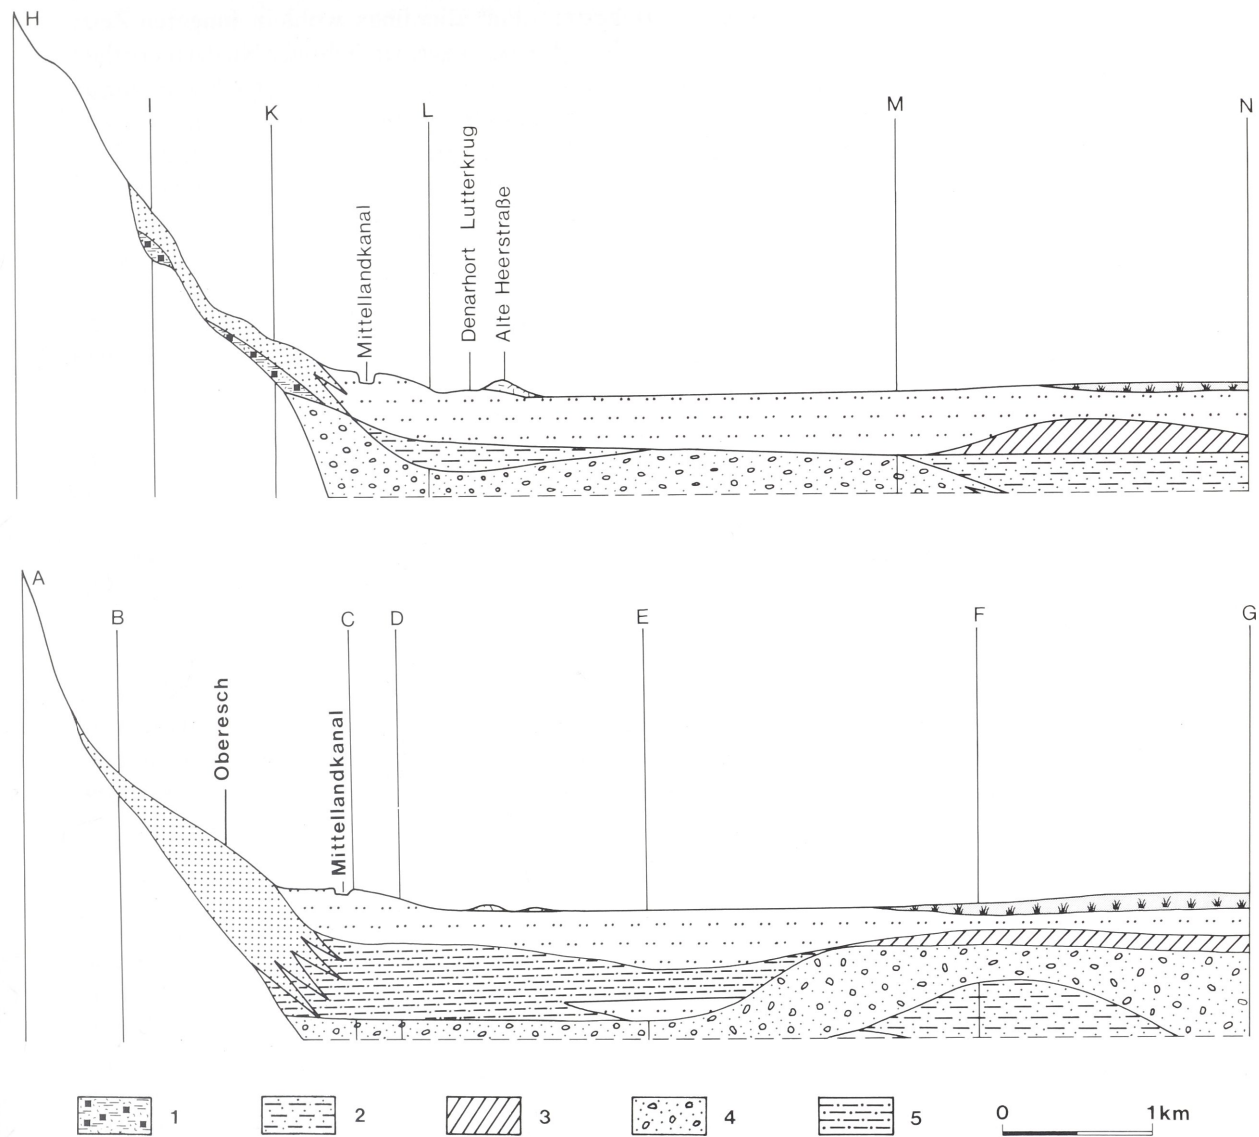 H
I
K
L
M
N
Mittellandkanal
Denarhort Lutterkrug
Alte Heerstraße
A
B
C
D
E
F
G
Oberesch
Mittellandkanal
1
2
3
4
5
0
1km